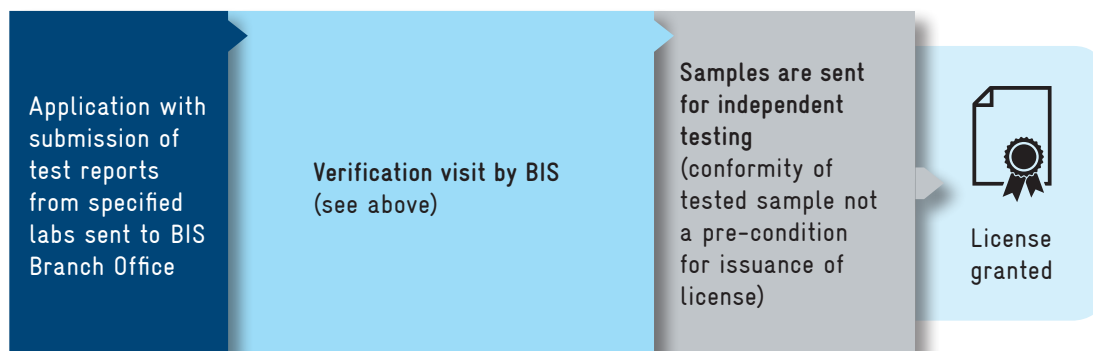 Application with
submission of
test reports
from specified
labs sent to BIS
Branch Office
Verification visit by BIS
(see above)
Samples are sent
for independent
testing
(conformity of
tested sample not
a pre-condition
for issuance of
license)
License
granted